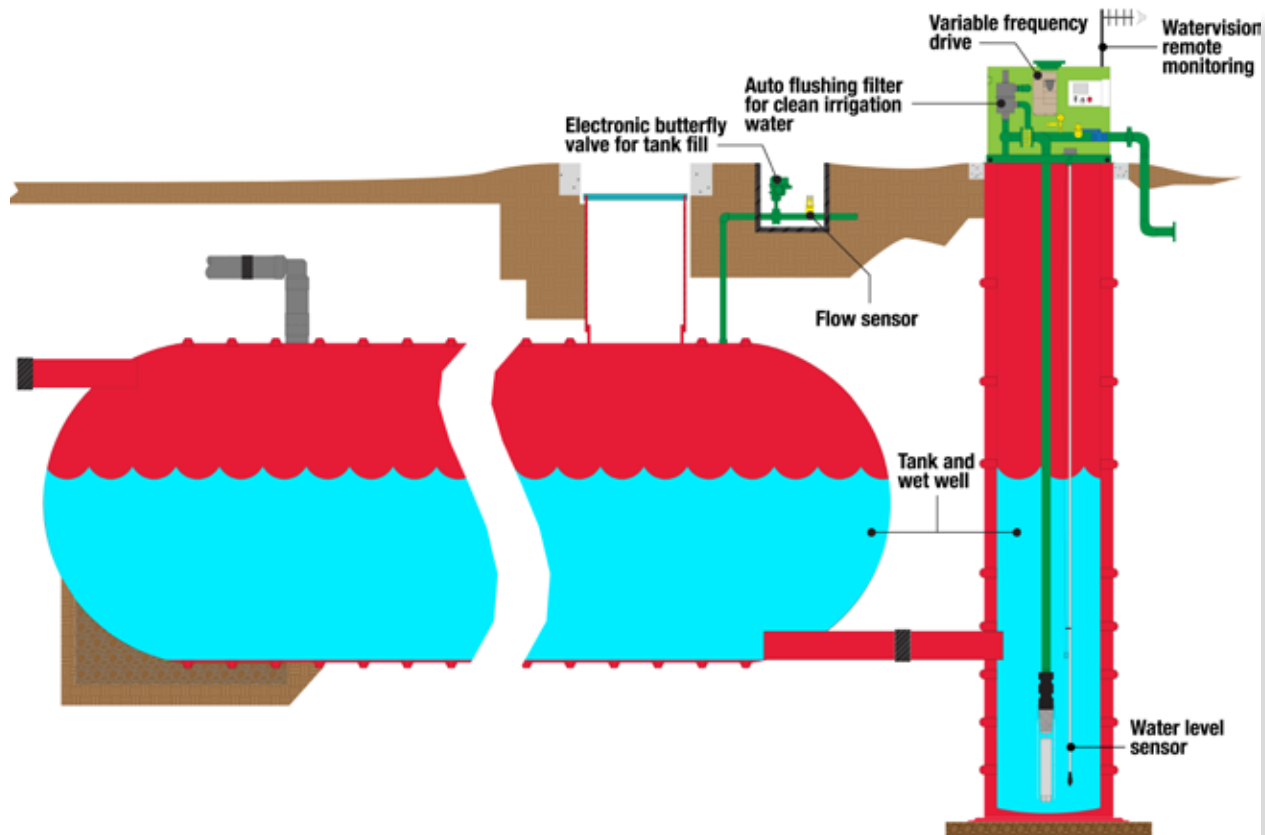 Variable frequency
drive
Watervision
remote
monitoring
Auto flushing filter
for clean irrigation
water
Electronic butterfly
valve for tank fill
Flow sensor
Tank and
wet well
Water level
sensor